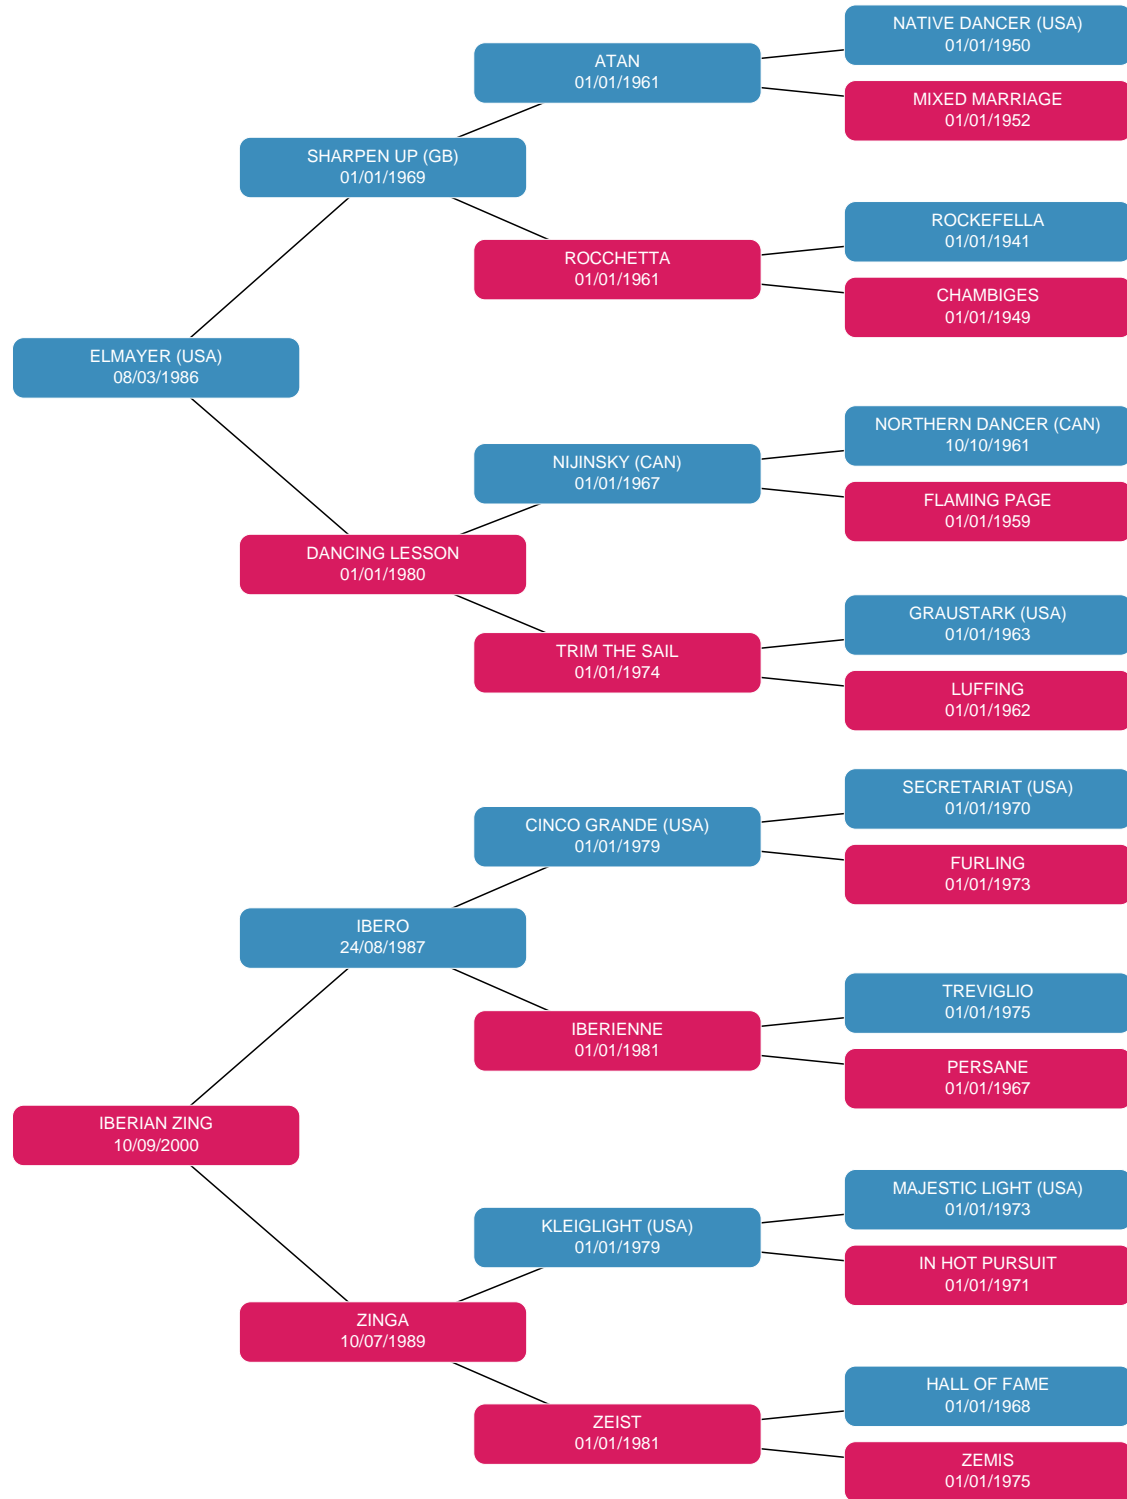 NATIVE DANCER (USA)
01/01/1950
ATAN
01/01/1961
MIXED MARRIAGE
01/01/1952
SHARPEN UP (GB)
01/01/1969
ROCKEFELLA
01/01/1941
ROCCHETTA
01/01/1961
CHAMBIGES
01/01/1949
ELMAYER (USA)
08/03/1986
NORTHERN DANCER (CAN)
10/10/1961
NIJINSKY (CAN)
01/01/1967
FLAMING PAGE
01/01/1959
DANCING LESSON
01/01/1980
GRAUSTARK (USA)
01/01/1963
TRIM THE SAIL
01/01/1974
LUFFING
01/01/1962
SECRETARIAT (USA)
01/01/1970
CINCO GRANDE (USA)
01/01/1979
FURLING
01/01/1973
IBERO
24/08/1987
TREVIGLIO
01/01/1975
IBERIENNE
01/01/1981
PERSANE
01/01/1967
IBERIAN ZING
10/09/2000
MAJESTIC LIGHT (USA)
01/01/1973
KLEIGLIGHT (USA)
01/01/1979
IN HOT PURSUIT
01/01/1971
ZINGA
10/07/1989
HALL OF FAME
01/01/1968
ZEIST
01/01/1981
ZEMIS
01/01/1975